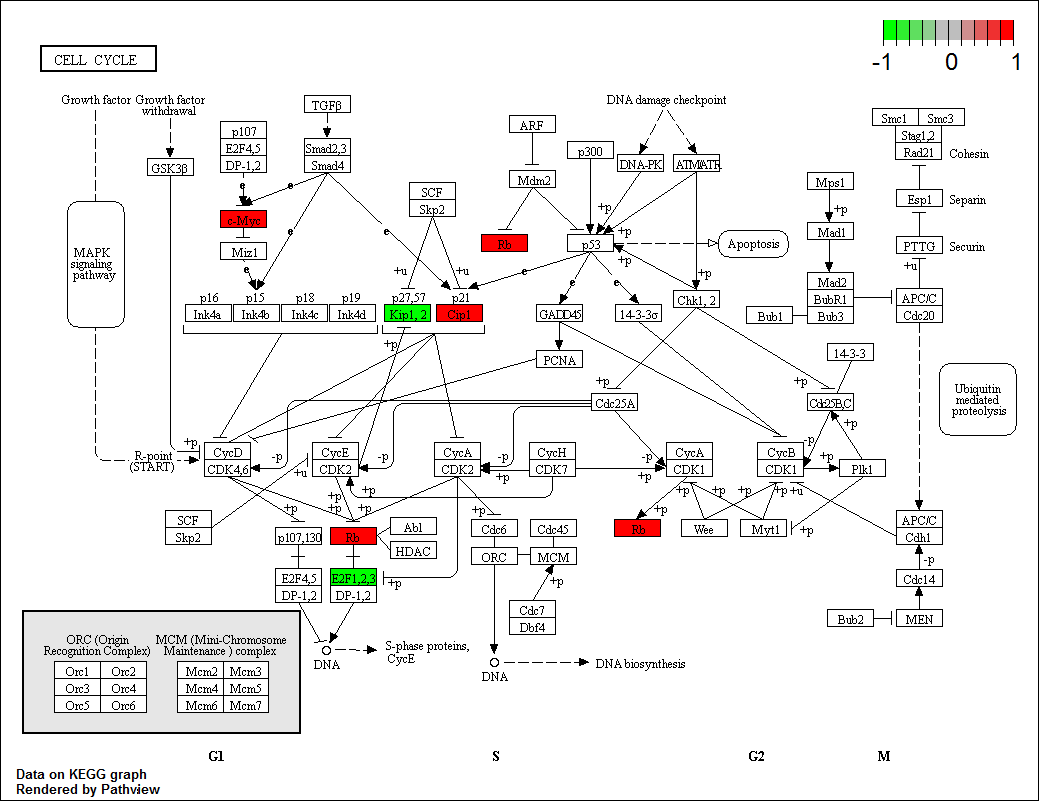 CELL CYCLE
-1 0 1
Growth factor
Growth factor
withdrawal
TGFβ
DNA damage checkpoint
p107
E2F4,5
DP-1,2
Smad2,3
Smad4
GSK3β
ARF
p300
DNA-PK
ATM/ATR
Smc1 Smc3
Stag1,2
Rad21
Cohesin
Mdm2
SCF
Skp2
Mps1
+p
Mad1
Esp1
Separin
MAPK
signaling
pathway
e
e
c-Myc
Miz1
e
e
e
Rb
p53
+p
+p
Apoptosis
PTTG
Securin
+u
+u
+u
e
e
e
+p
Mad2
BubR1
Bub3
Bub1
APC/C
Cdc20
p16
Ink4a
p15
Ink4b
p18
Ink4c
p19
Ink4d
p27,57
Kip1, 2
p21
Cip1
GADD45
14-3-3σ
Chk1, 2
+p
PCNA
14-3-3
Ubiquitin
mediated
proteolysis
+p
+p
Cdc25A
Cdc25B,C
R-point
(START)
+p
CycD
CDK4,6
-p
CycE
CDK2
+u
-p
CycA
CDK2
-p
+p
CycH
CDK7
-p
+p
CycA
CDK1
CycB
CDK1
-p
+p
Plk1
+p
+p
+p
+p
+p
+p
+p
+p
+p
+p
+u
SCF
Skp2
p107,130
Rb
Abl
HDAC
Cdc6
Cdc45
ORC
MCM
Rb
Wee
Myt1
+p
APC/C
Cdh1
-p
Cdc14
E2F4,5
DP-1,2
E2F1,2,3
DP-1,2
+p
+p
Cdc7
Dbf4
Bub2
MEN
ORC (Origin
Recognition Complex)
MCM (Mini-Chromosome
Maintenance ) complex
Orc1 Orc2
Orc3 Orc4
Orc5 Orc6
Mcm2 Mcm3
Mcm4 Mcm5
Mcm6 Mcm7
DNA
S-phase proteins,
CycE
DNA
DNA biosynthesis
G1 S G2 M
Data on KEGG graph
Rendered by Pathview